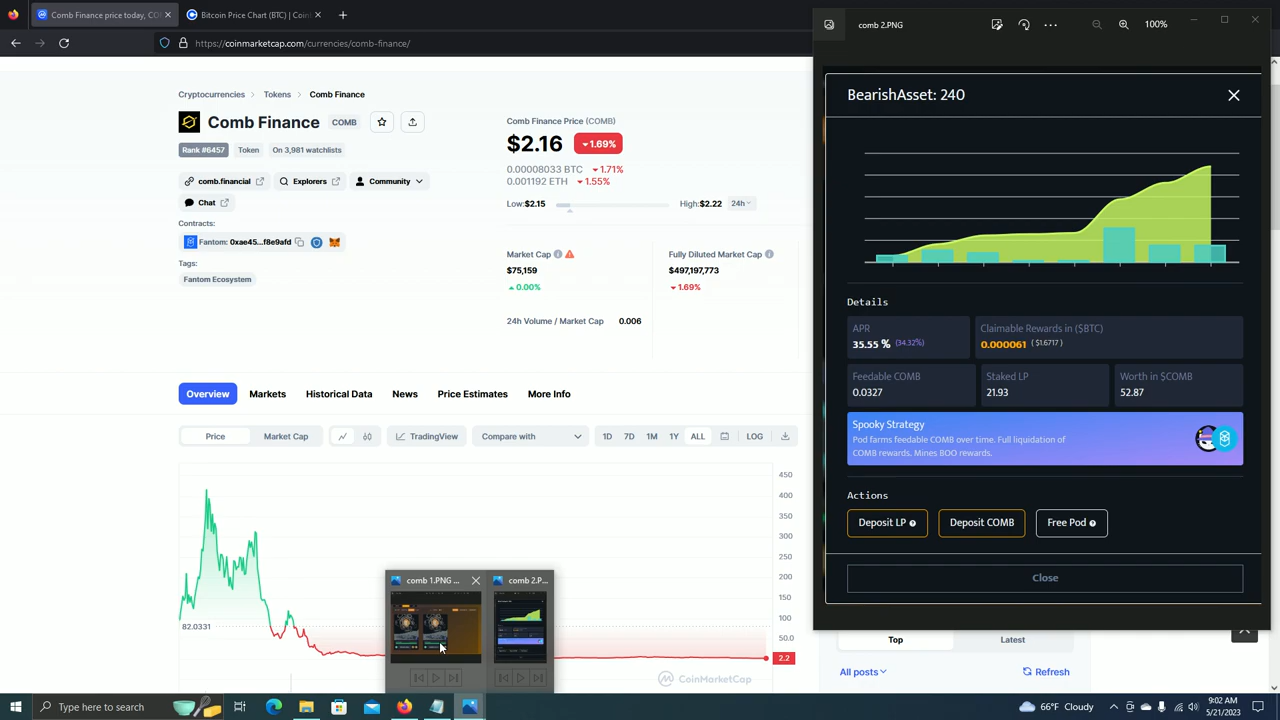 Comb Finance price today, CO
Bitcoin Price Chart (BTC) | Coin
https://coinmarketcap.com/currencies/comb-finance/
Cryptocurrencies
Tokens
Comb Finance
Comb Finance
COMB
Rank #6457
Token
On 3,981 watchlists
comb.financial
Explorers
Community
Chat
Contracts:
Fantom: 0xae45...f8e9afd
Tags:
Fantom Ecosystem
Comb Finance Price (COMB)
$2.16
1.69%
0.00008033 BTC
1.71%
0.001192 ETH
1.55%
Low:$2.15
High:$2.22
24h
Market Cap
$75,159
0.00%
Fully Diluted Market Cap
$497,197,773
1.69%
24h Volume / Market Cap
0.006
Overview
Markets
Historical Data
News
Price Estimates
More Info
Price
Market Cap
TradingView
Compare with
1D
7D
1M
1Y
ALL
LOG
450
400
350
300
250
200
150
100
50.0
2.2
82.0331
CoinMarketCap
comb 1.PNG ...
comb 2.P...
comb 2.PNG
100%
BearishAsset: 240
Details
APR
35.55 % (34.32%)
Claimable Rewards in ($BTC)
0.000061 ( $1.6717 )
Feedable COMB
0.0327
Staked LP
21.93
Worth in $COMB
52.87
Spooky Strategy
Pod farms feedable COMB over time. Full liquidation of
COMB rewards. Mines BOO rewards.
Actions
Deposit LP
Deposit COMB
Free Pod
Close
Top
Latest
All posts
Refresh
Type here to search
66°F Cloudy
9:02 AM
5/21/2023